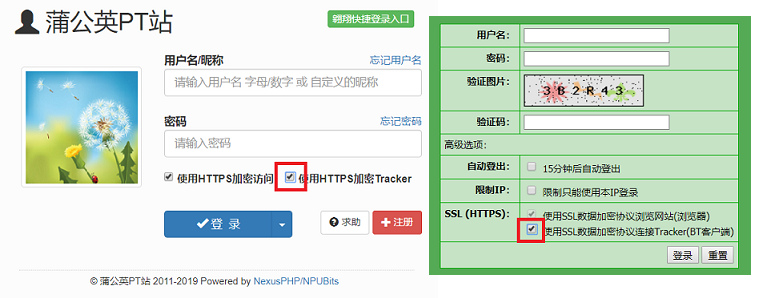 蒲公英PT站
翱翔快捷登录入口
用户名/昵称
忘记用户名
请输入用户名 字母/数字 或 自定义的昵称
密码
忘记密码
请输入密码
使用HTTPS加密访问
使用HTTPS加密Tracker
登 录
求助
注册
© 蒲公英PT站 2011-2019 Powered by NexusPHP/NPUBits
用户名:
密码:
验证图片:
3B2R43
验证码:
高级选项:
自动登出:
15分钟后自动登出
限制IP:
限制只能使用本IP登录
SSL (HTTPS):
使用SSL数据加密协议浏览网站(浏览器)
使用SSL数据加密协议连接Tracker(BT客户端)
登录
重置